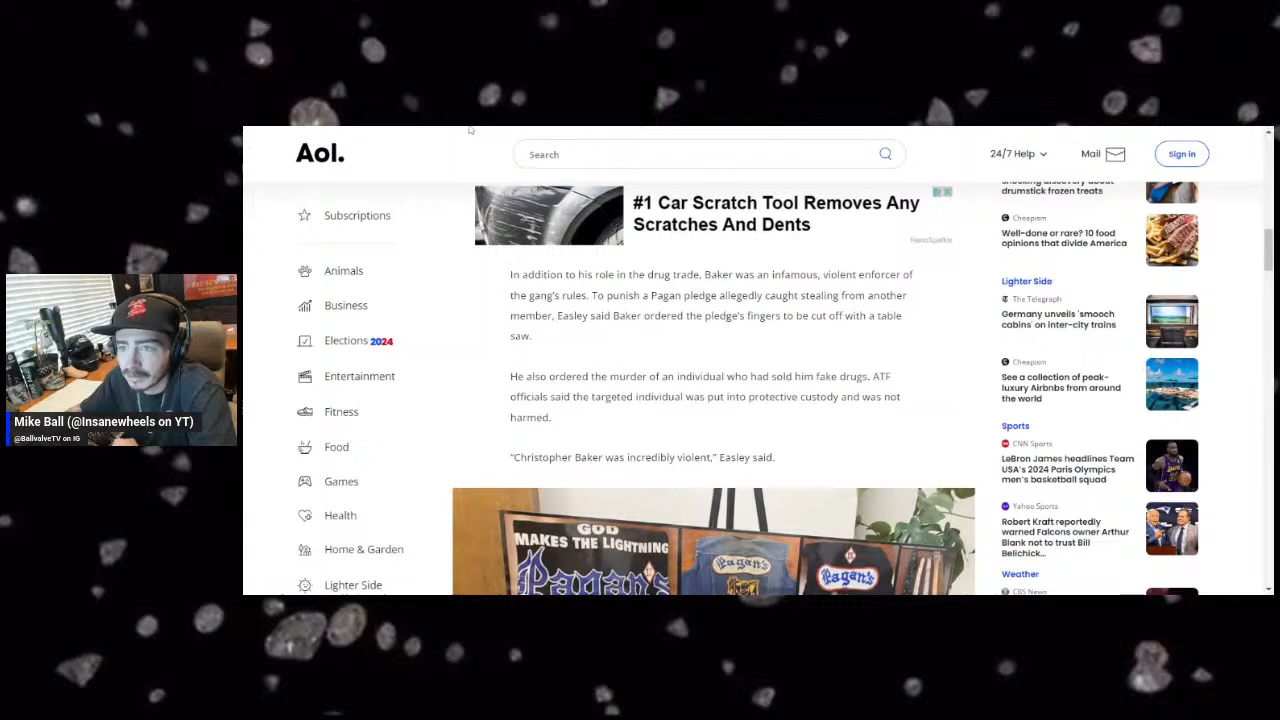 Aol.
Search
24/7 Help
Mail
Sign in
Subscriptions
Animals
Business
Elections 2024
Entertainment
Fitness
Food
Games
Health
Home & Garden
Lighter Side
#1 Car Scratch Tool Removes Any
Scratches And Dents
NanoSparkos
In addition to his role in the drug trade, Baker was an infamous, violent enforcer of
the gang's rules. To punish a Pagan pledge allegedly caught stealing from another
member, Easley said Baker ordered the pledge's fingers to be cut off with a table
saw.
He also ordered the murder of an individual who had sold him fake drugs. ATF
officials said the targeted individual was put into protective custody and was not
harmed.
“Christopher Baker was incredibly violent,” Easley said.
GOD
MAKES THE LIGHTNING
Pagan's
Pagan's
Pagan's
shocking discovery about
drumstick frozen treats
Cheapism
Well-done or rare? 10 food
opinions that divide America
Lighter Side
The Telegraph
Germany unveils 'smooch
cabins' on inter-city trains
Cheapism
See a collection of peak-
luxury Airbnbs from around
the world
Sports
CNN Sports
LeBron James headlines Team
USA's 2024 Paris Olympics
men's basketball squad
Yahoo Sports
Robert Kraft reportedly
warned Falcons owner Arthur
Blank not to trust Bill
Belichick...
Weather
CBS News
Mike Ball (@Insanewheels on YT)
@BallvalveTV on IG